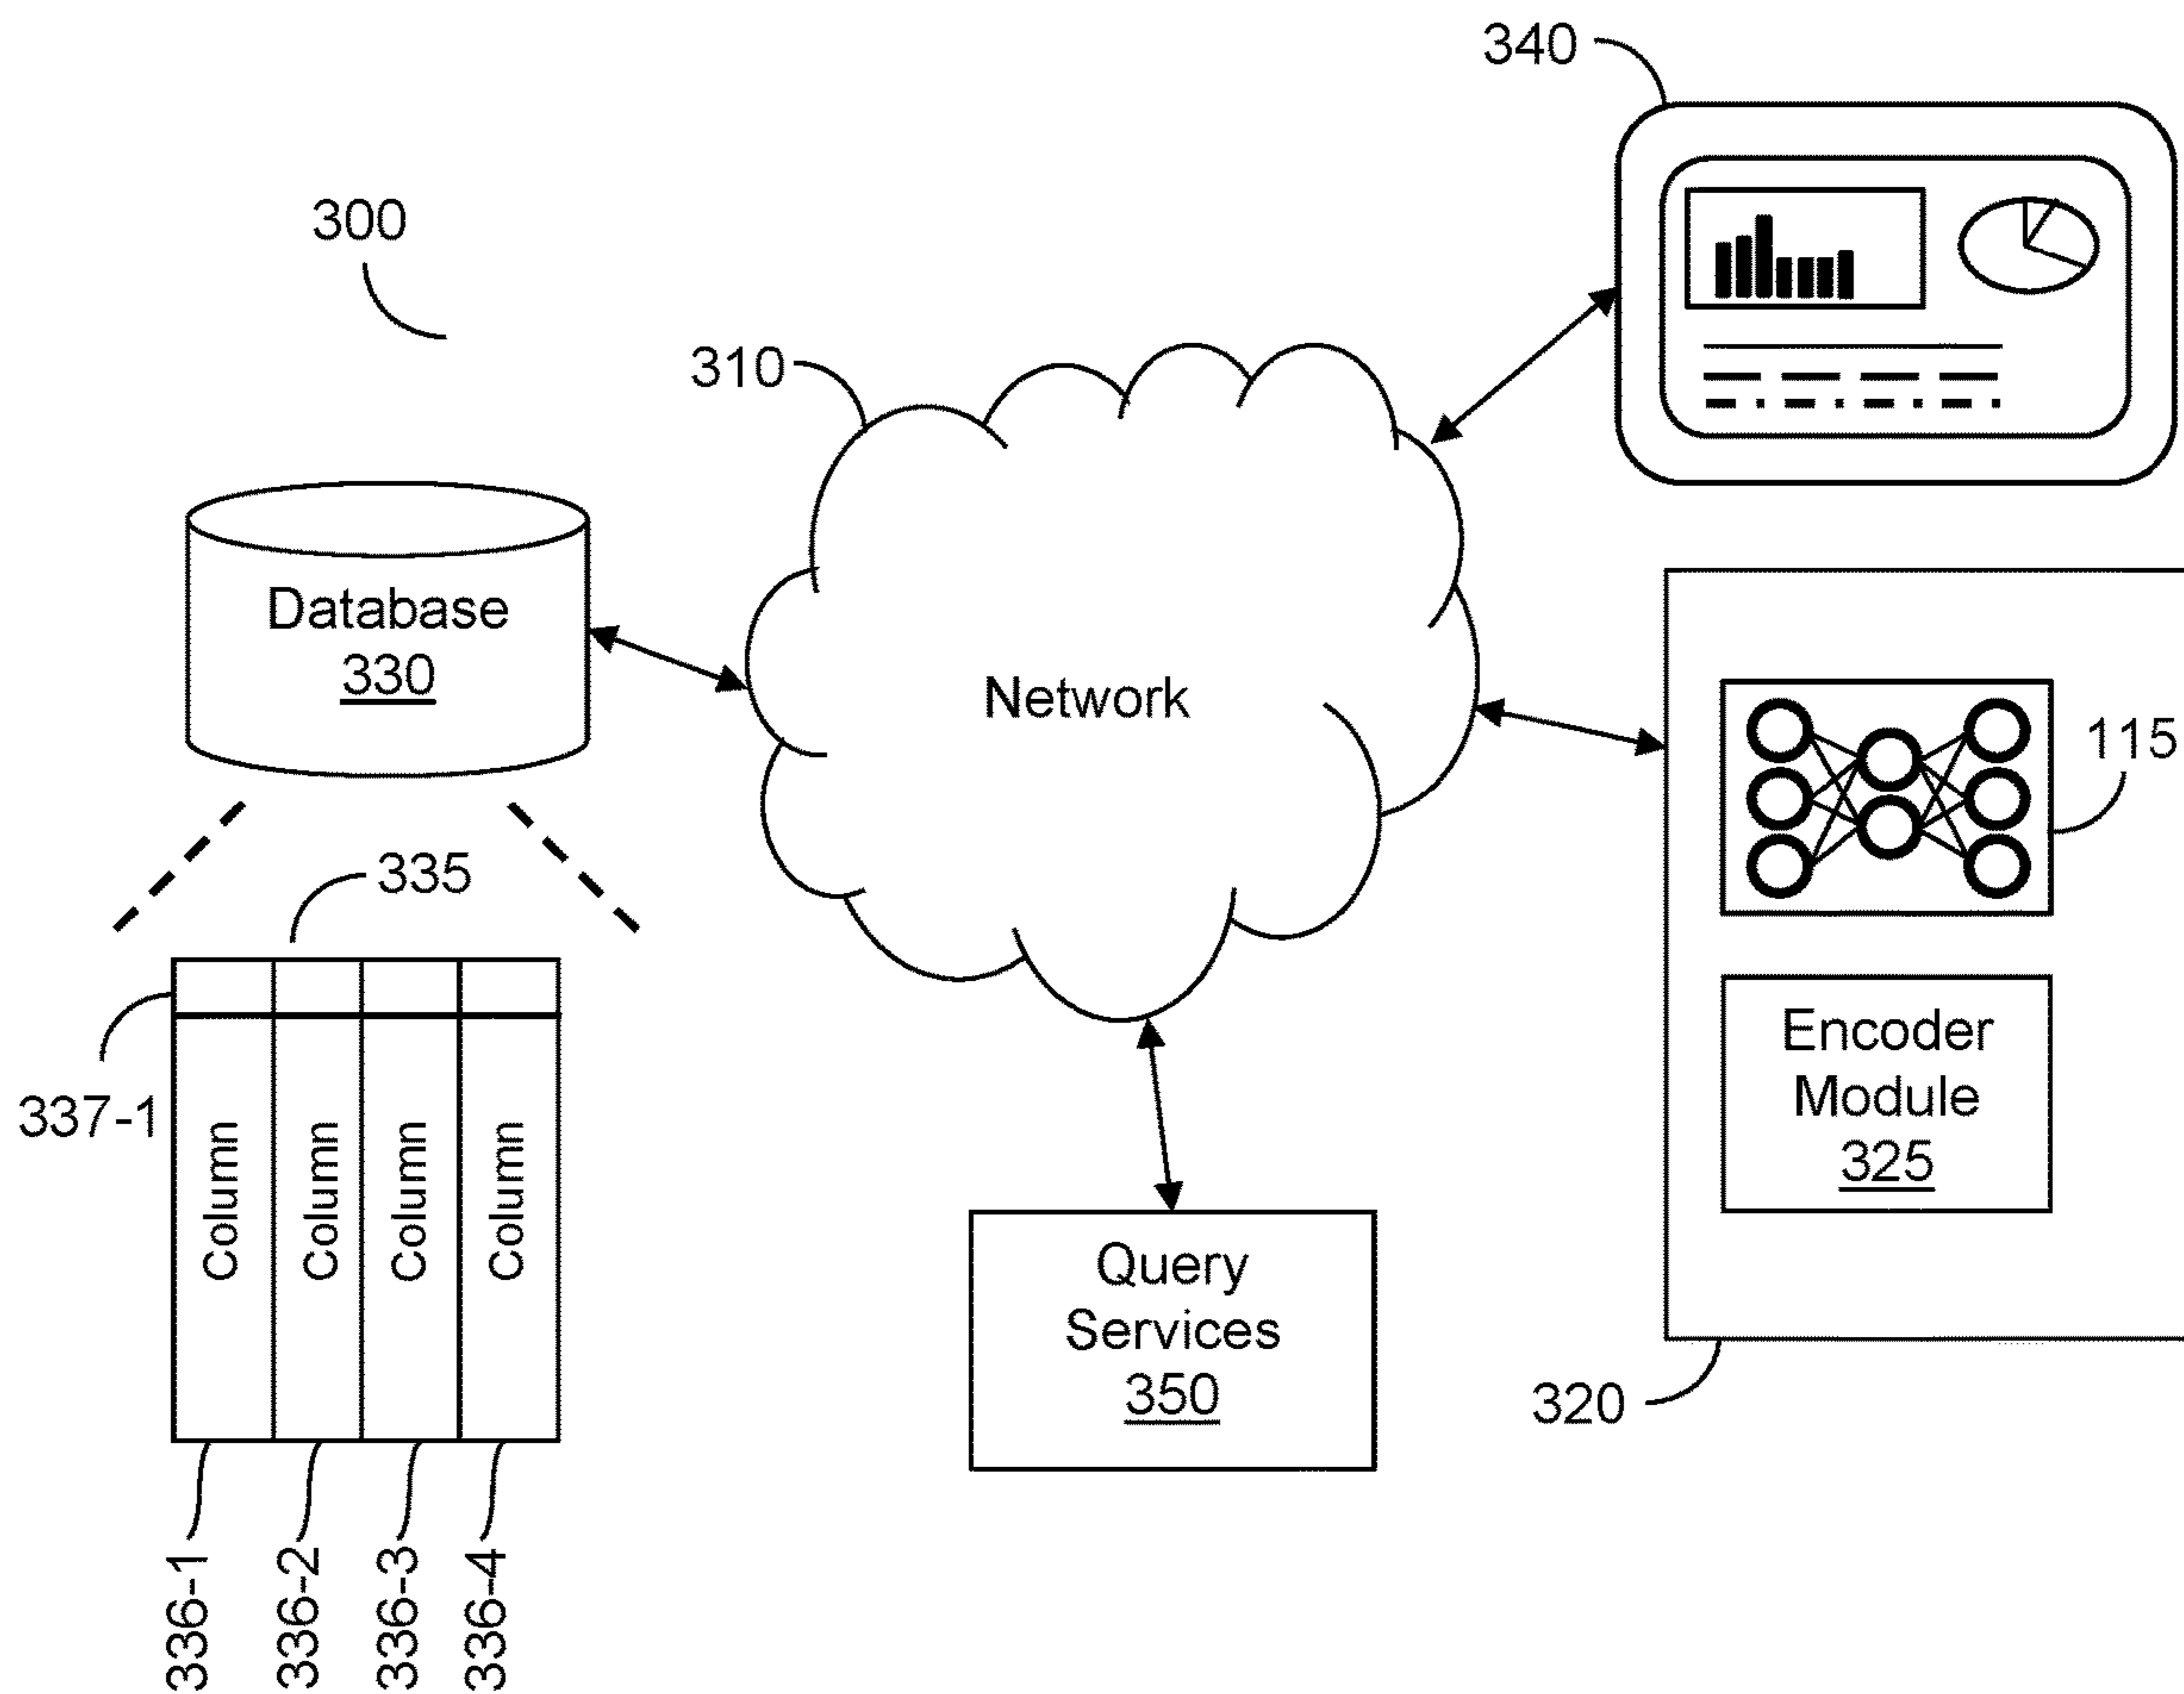 340
300
310
Database
330
Network
115
335
Encoder
Module
325
337-1
Column
Column
Column
Column
Query
Services
350
320
336-1
336-2
336-3
336-4